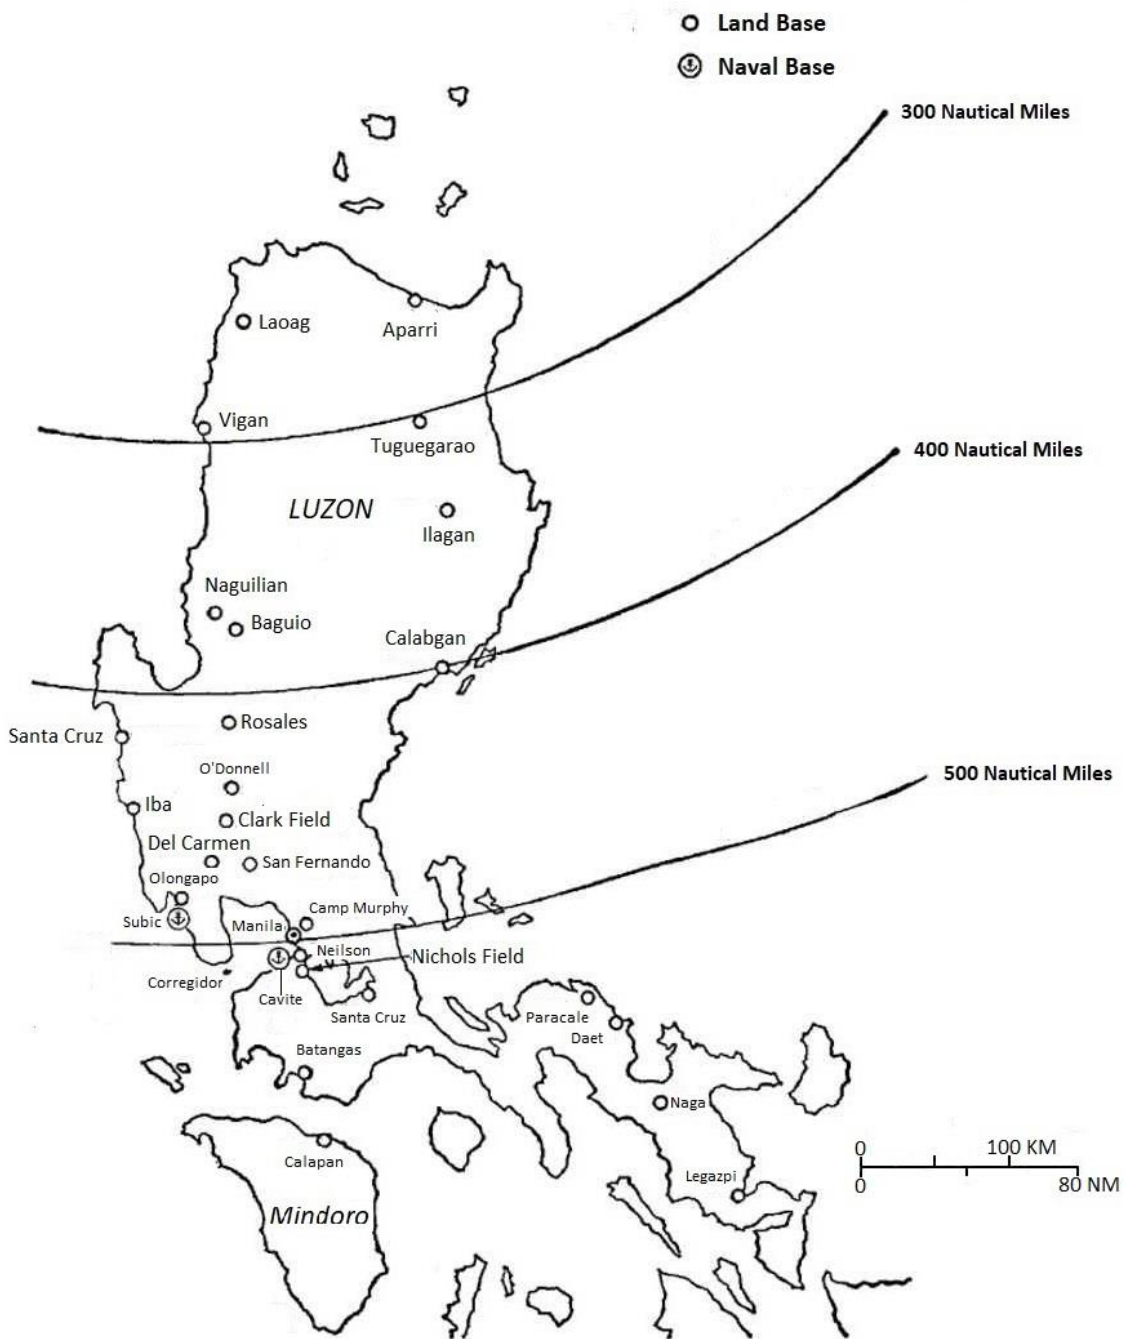 Land Base
Naval Base
300 Nautical Miles
Laoag
Aparri
Vigan
Tuguegarao
400 Nautical Miles
LUZON
Ilagan
Naguilian
Baguio
Calabgan
Rosales
Santa Cruz
O'Donnell
500 Nautical Miles
Iba
Clark Field
Del Carmen
San Fernando
Olongapo
Camp Murphy
Subic
Manila
Neilson
Nichols Field
Corregidor
Cavite
Santa Cruz
Paracale
Daet
Batangas
Naga
0 100 KM
0 80 NM
Calapan
Legazpi
Mindoro